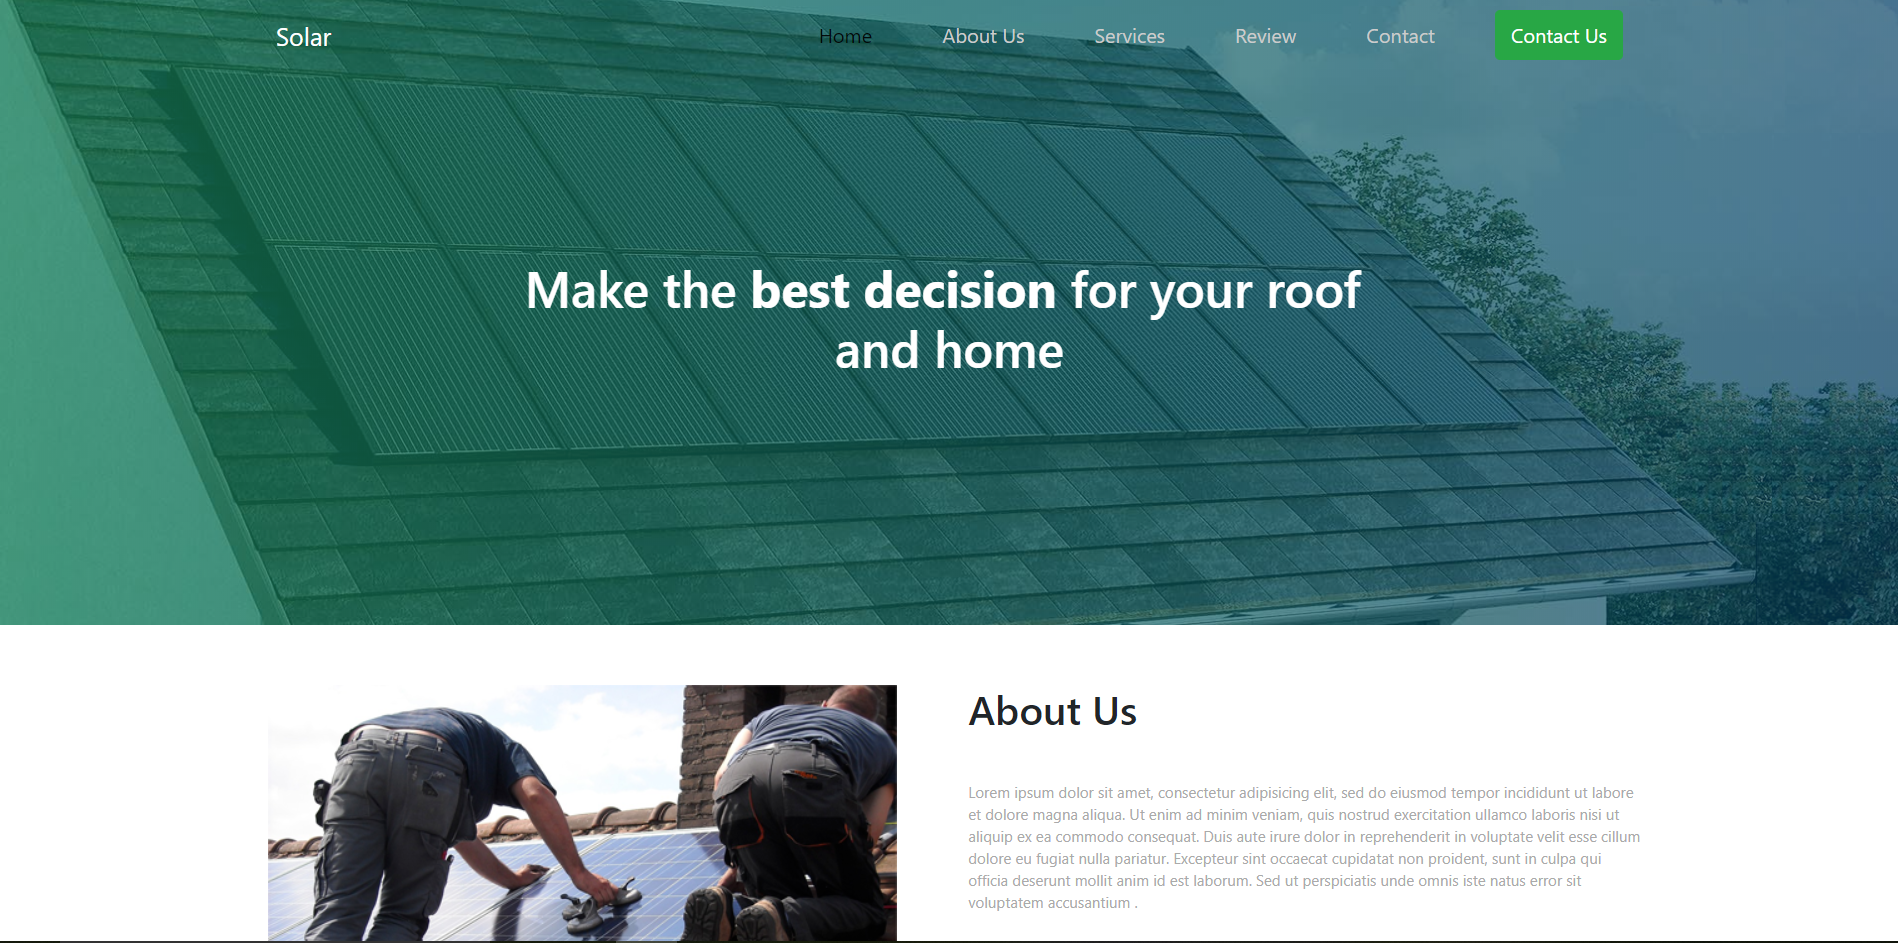 Solar
Home
About Us
Services
Review
Contact
Contact Us
Make the best decision for your roof
and home
About Us
Lorem ipsum dolor sit amet, consectetur adipisicing elit, sed do eiusmod tempor incididunt ut labore
et dolore magna aliqua. Ut enim ad minim veniam, quis nostrud exercitation ullamco laboris nisi ut
aliquip ex ea commodo consequat. Duis aute irure dolor in reprehenderit in voluptate velit esse cillum
dolore eu fugiat nulla pariatur. Excepteur sint occaecat cupidatat non proident, sunt in culpa qui
officia deserunt mollit anim id est laborum. Sed ut perspiciatis unde omnis iste natus error sit
voluptatem accusantium .